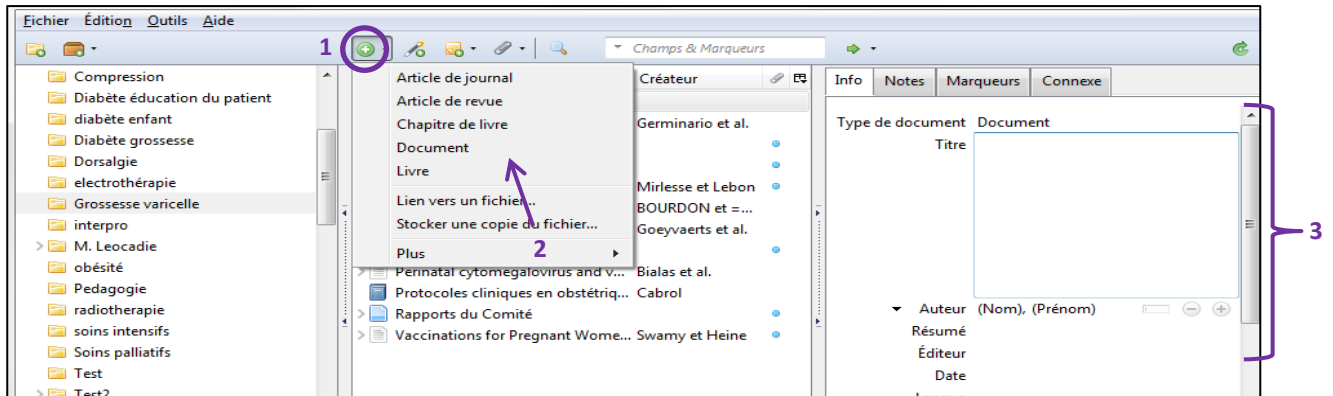 Fichier Édition Outils Aide
1
Champs & Marqueurs
Compression
Diabète éducation du patient
diabète enfant
Diabète grossesse
Dorsalgie
electrothérapie
Grossesse varicelle
interpro
M. Leocadie
obésité
Pedagogie
radiotherapie
soins intensifs
Soins palliatifs
Test
Test2
Article de journal
Article de revue
Chapitre de livre
Document
Livre
Lien vers un fichier...
Stocker une copie du fichier...
Plus
2
Créateur
Germinario et al.
Mirlesse et Lebon
BOURDON et =...
Goeyvaerts et al.
Perinatal cytomegalovirus and v... Bialas et al.
Protocoles cliniques en obstétriq... Cabrol
Rapports du Comité
Vaccinations for Pregnant Wome... Swamy et Heine
Info Notes Marqueurs Connexe
Type de document Document
Titre
Auteur (Nom), (Prénom)
Résumé
Éditeur
Date
3